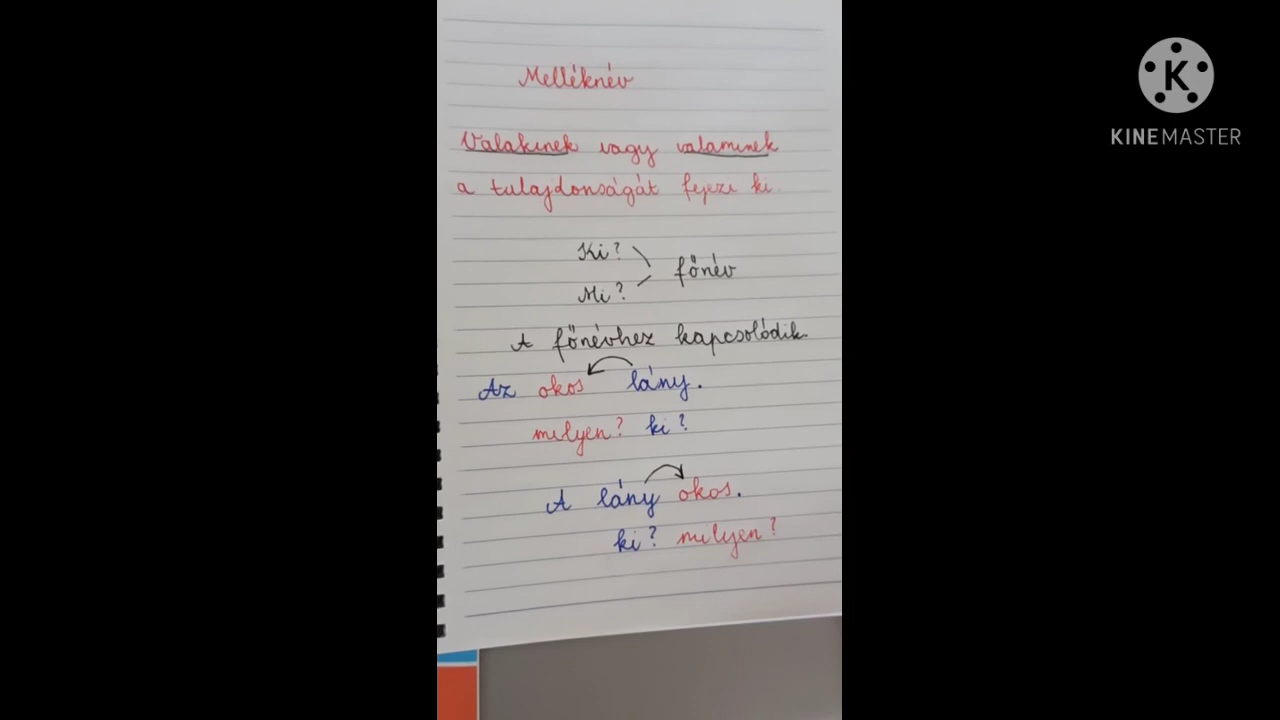 Melléknév
Valakinek vagy valaminek
a tulajdonságát fejezi ki.
Ki?
főnév
Mi?
A főnévhez kapcsolódik.
Az okos lány.
milyen? ki?
A lány okos.
ki? milyen?
K
KINEMASTER